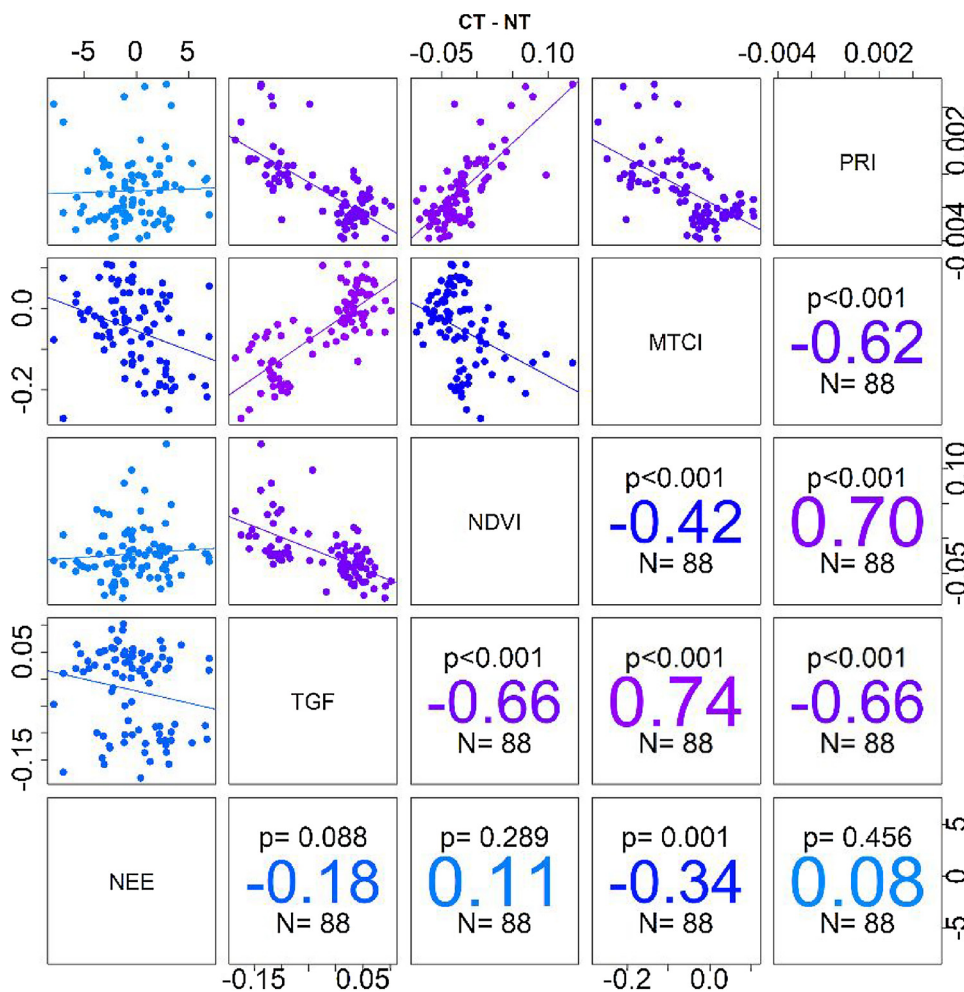 CT - NT
-5 0 5 -0.05 0.10 -0.004 0.002
PRI
-0.004 0.002
0.0 -0.2
MTCI
p<0.001
-0.62
N= 88
NDVI
p<0.001
-0.42
N= 88
p<0.001
0.70
N= 88
-0.05 0.10
0.05 -0.15
TGF
p<0.001
-0.66
N= 88
p<0.001
0.74
N= 88
p<0.001
-0.66
N= 88
NEE
p= 0.088
-0.18
N= 88
p= 0.289
0.11
N= 88
p= 0.001
-0.34
N= 88
p= 0.456
0.08
N= 88
-5 0 5
-0.15 0.05 -0.2 0.0